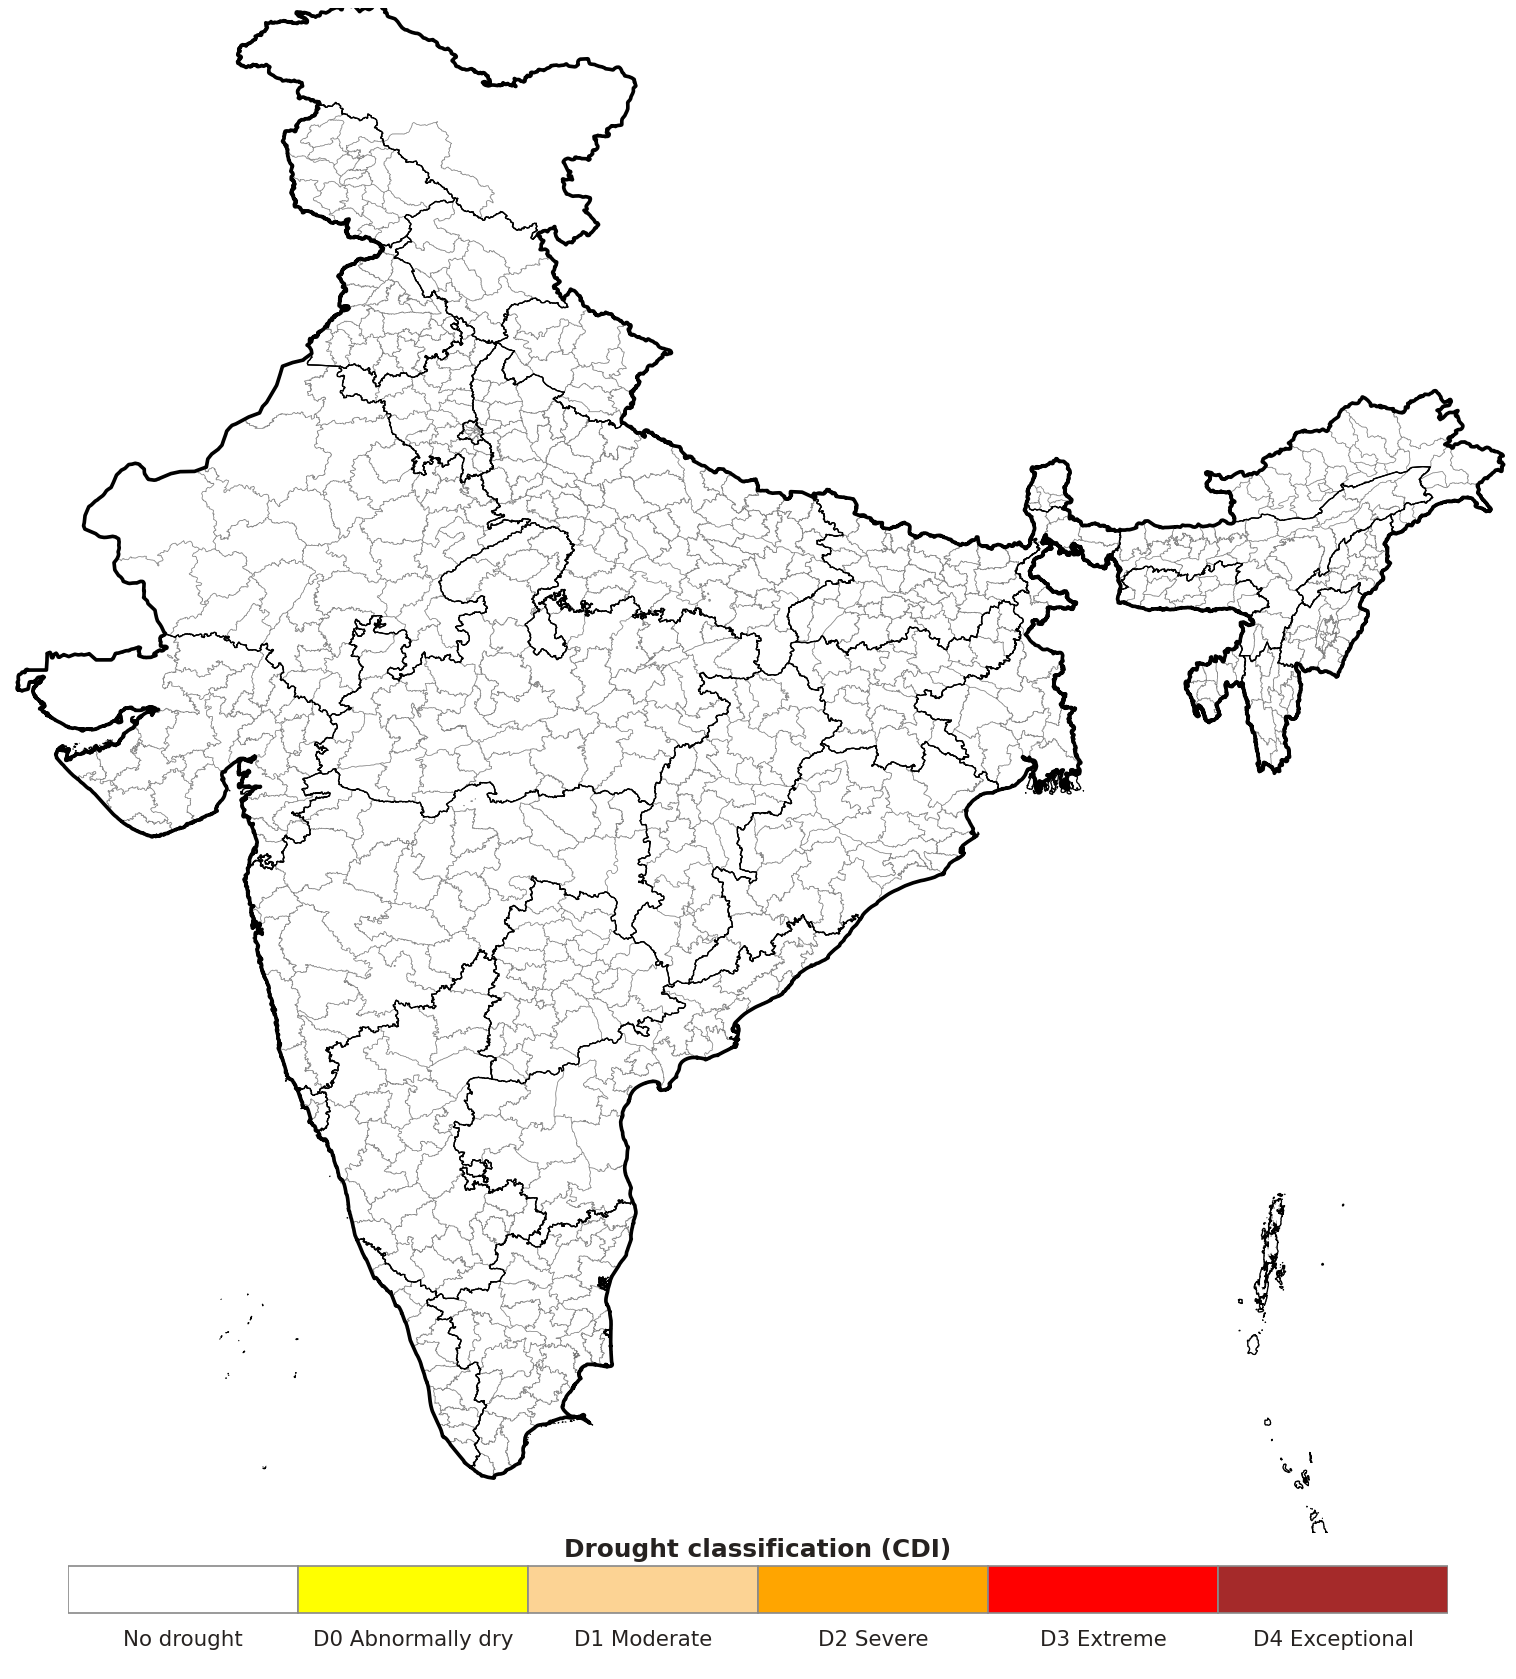 Drought classification (CDI)
No drought
D0 Abnormally dry
D1 Moderate
D2 Severe
D3 Extreme
D4 Exceptional